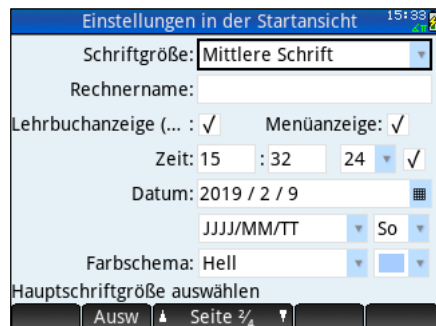 Einstellungen in der Startansicht 15:33
Schriftgröße: Mittlere Schrift
Rechnername:
Lehrbuchanzeige (... : √ Menüanzeige: √
Zeit: 15 : 32 24 √
Datum: 2019 / 2 / 9
JJJJ/MM/TT So
Farbschema: Hell
Hauptschriftgröße auswählen
Ausw Seite 2/4